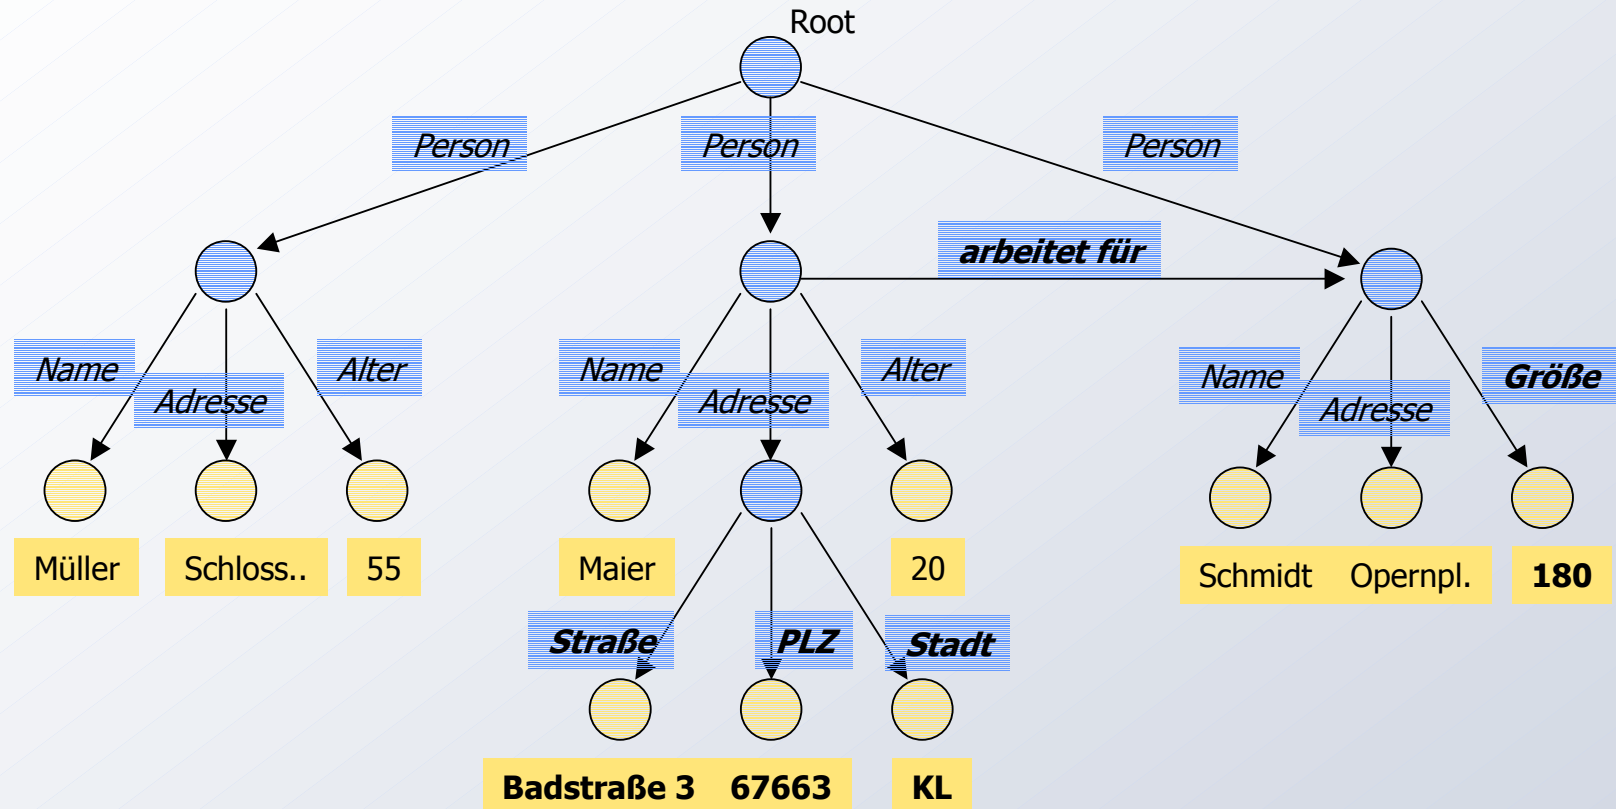 Root
Person Person Person
arbeitet für
Name Alter Name Alter Name Größe
Adresse Adresse Adresse
Müller Schloss.. 55 Maier 20 Schmidt Opernpl. 180
Straße PLZ Stadt
Badstraße 3 67663 KL